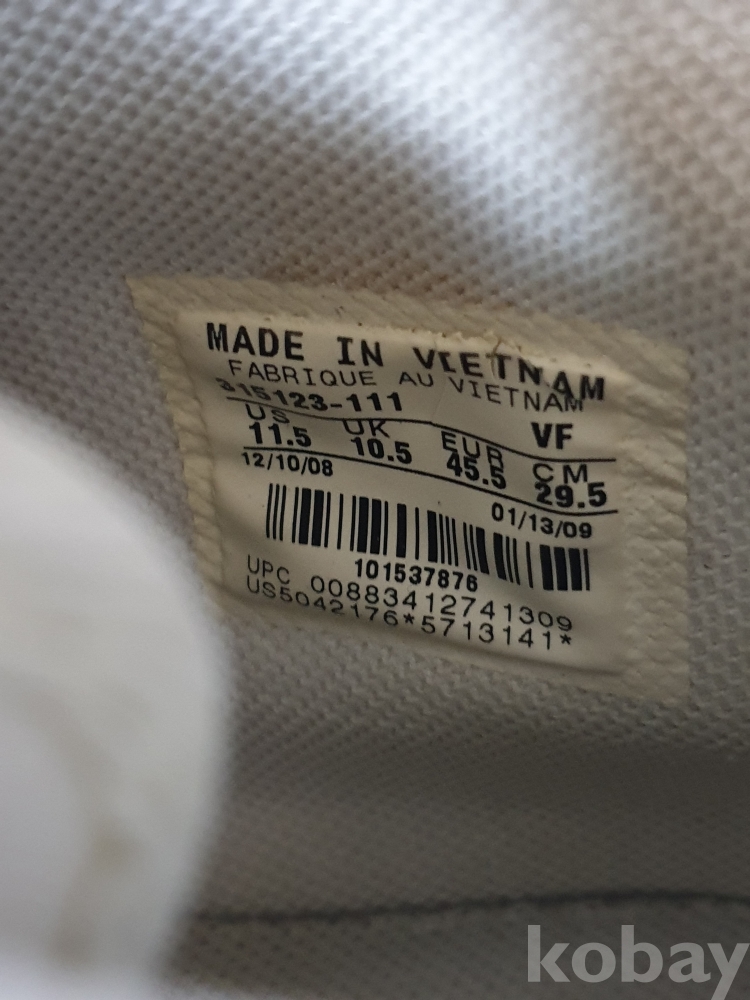 MADE IN VIETNAM
FABRIQUE AU VIETNAM
315123-111 VF
US UK EUR CM
11.5 10.5 45.5 29.5
12/10/08 01/13/09
101537876
UPC 00883412741309
US5042176*5713141*
kobay